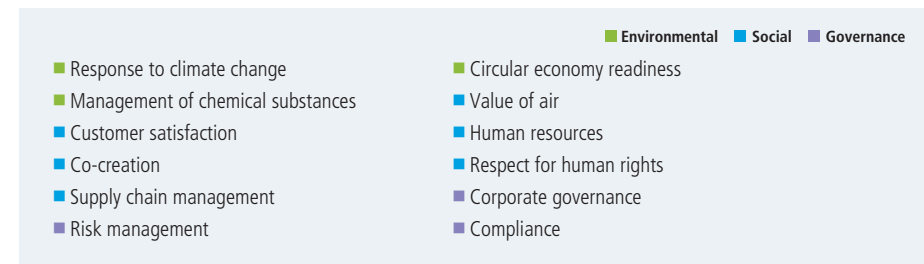 Environmental Social Governance
Response to climate change
Management of chemical substances
Customer satisfaction
Co-creation
Supply chain management
Risk management
Circular economy readiness
Value of air
Human resources
Respect for human rights
Corporate governance
Compliance